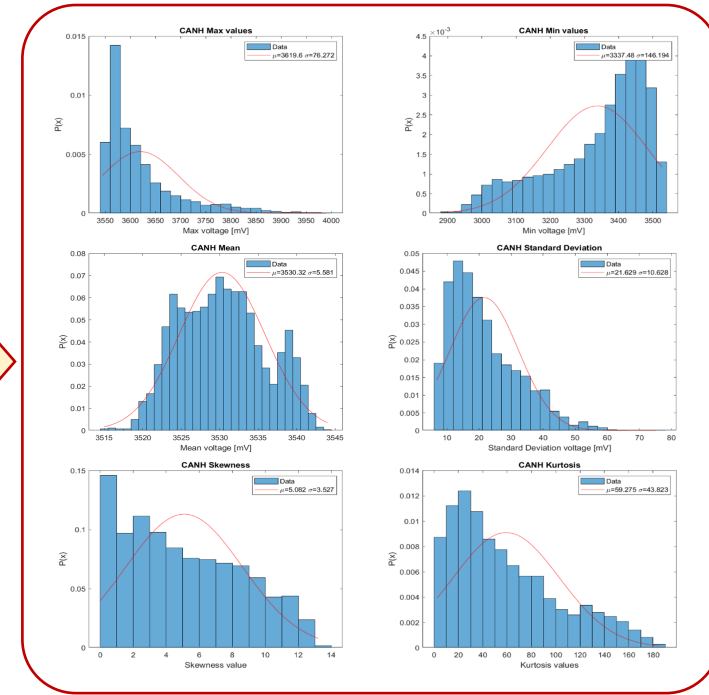 CANH Max values
Data
μ=3619.6 σ=76.272
0.015
0.01
0.005
0
P(x)
3550 3600 3650 3700 3750 3800 3850 3900 3950 4000
Max voltage [mV]
CANH Min values
×10⁻³
Data
μ=3337.48 σ=146.194
4.5
4
3.5
3
2.5
2
1.5
1
0.5
0
P(x)
2900 3000 3100 3200 3300 3400 3500
Min voltage [mV]
CANH Mean
Data
μ=3530.32 σ=5.581
0.08
0.07
0.06
0.05
0.04
0.03
0.02
0.01
0
P(x)
3515 3520 3525 3530 3535 3540 3545
Mean voltage [mV]
CANH Standard Deviation
Data
μ=21.629 σ=10.628
0.05
0.045
0.04
0.035
0.03
0.025
0.02
0.015
0.01
0.005
0
P(x)
10 20 30 40 50 60 70 80
Standard Deviation voltage [mV]
CANH Skewness
Data
μ=5.082 σ=3.527
0.15
0.1
0.05
0
P(x)
0 2 4 6 8 10 12 14
Skewness value
CANH Kurtosis
Data
μ=59.275 σ=43.823
0.014
0.012
0.01
0.008
0.006
0.004
0.002
0
P(x)
0 20 40 60 80 100 120 140 160 180
Kurtosis values